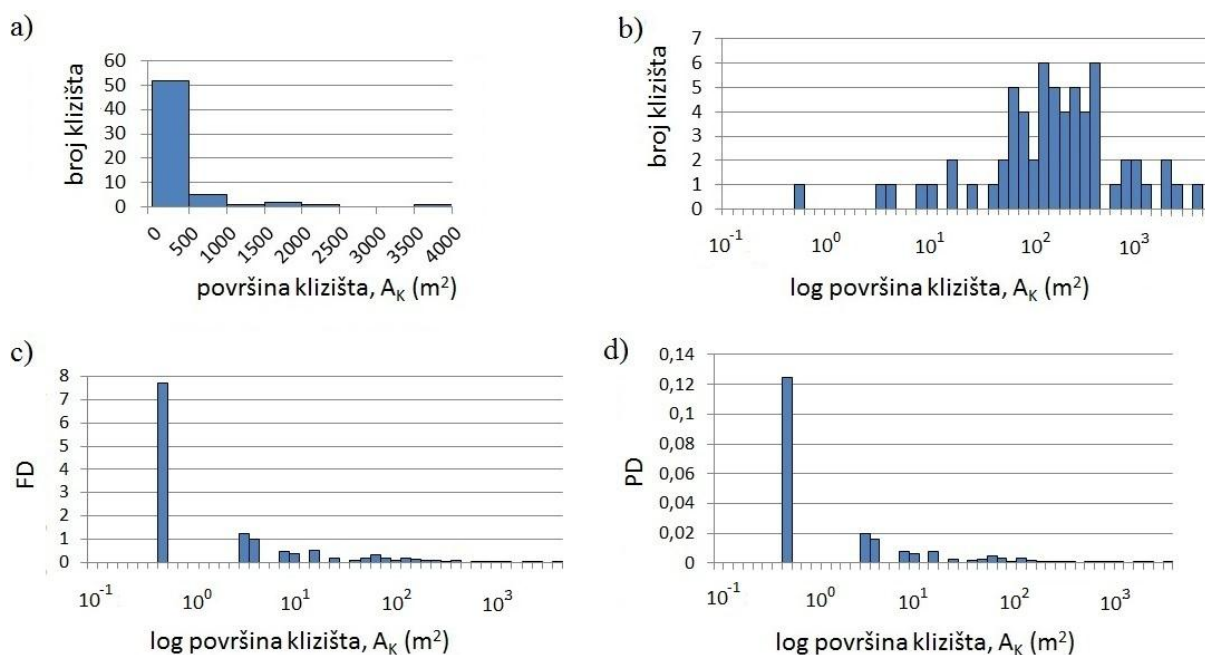 a)
broj klizišta
60
50
40
30
20
10
0
0 500 1000 1500 2000 2500 3000 3500 4000
površina klizišta, A_K (m²)
b)
broj klizišta
7
6
5
4
3
2
1
0
10⁻¹ 10⁰ 10¹ 10² 10³
log površina klizišta, A_K (m²)
c)
FD
8
7
6
5
4
3
2
1
0
10⁻¹ 10⁰ 10¹ 10² 10³
log površina klizišta, A_K (m²)
d)
PD
0,14
0,12
0,1
0,08
0,06
0,04
0,02
0
10⁻¹ 10⁰ 10¹ 10² 10³
log površina klizišta, A_K (m²)